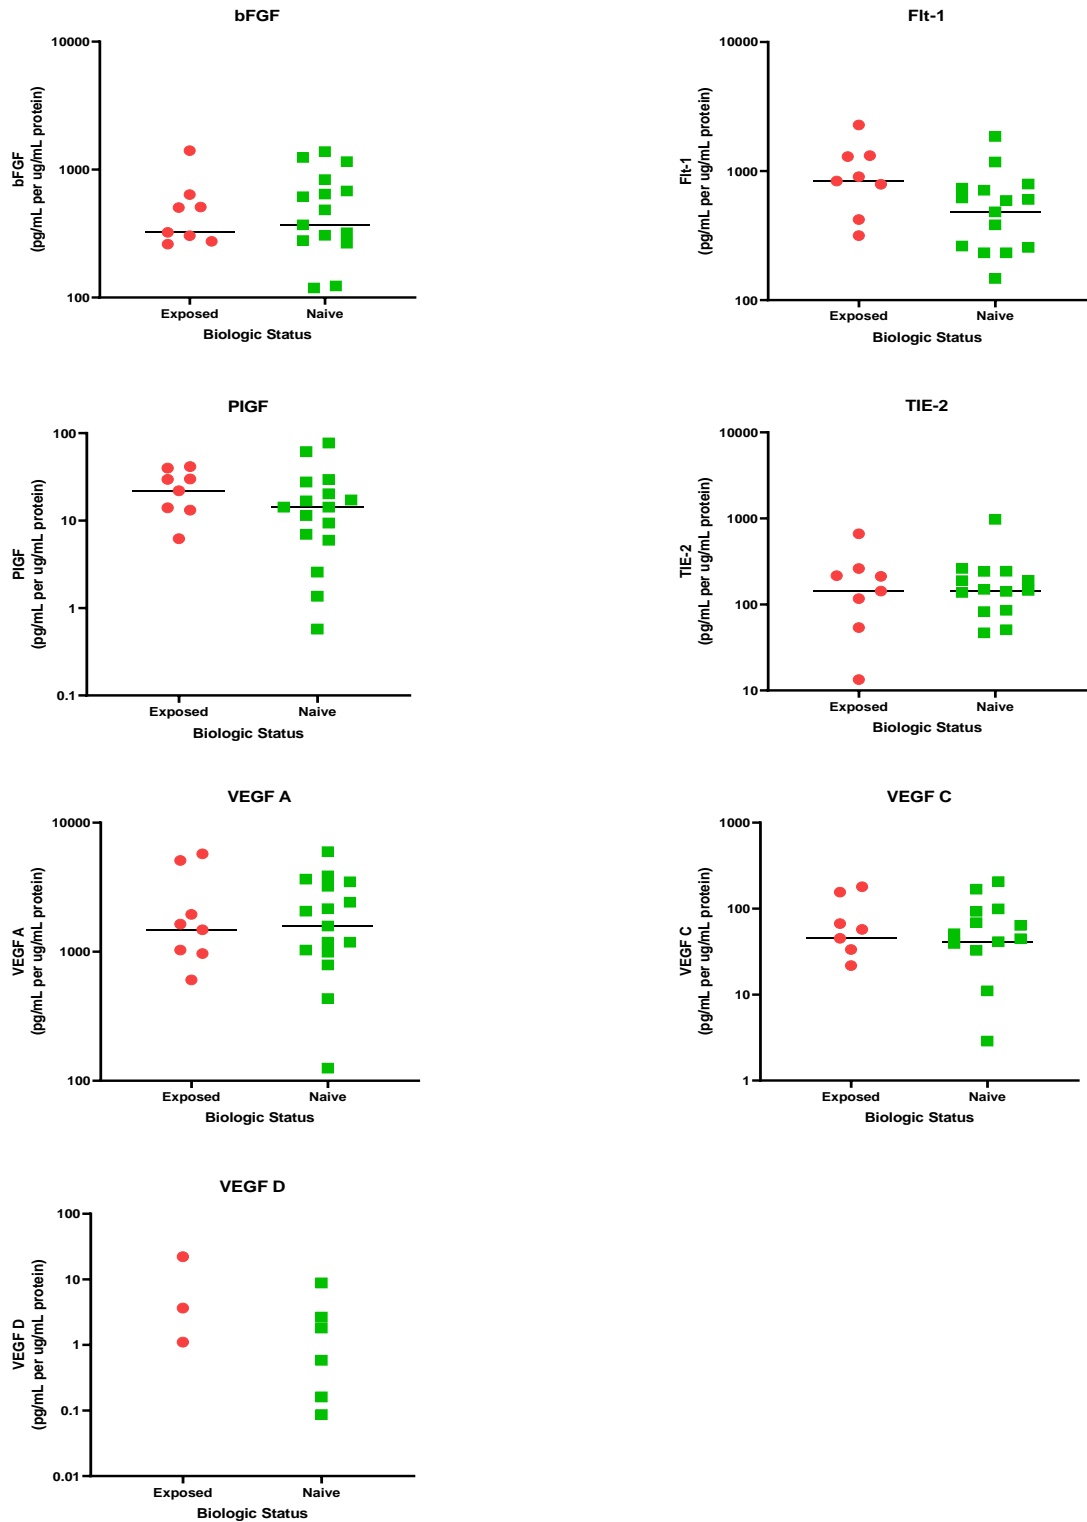 bFGF
10000
1000
100
bFGF
(pg/mL per ug/mL protein)
Exposed
Naive
Biologic Status
Flt-1
10000
1000
100
Flt-1
(pg/mL per ug/mL protein)
Exposed
Naive
Biologic Status
PlGF
100
10
1
0.1
PlGF
(pg/mL per ug/mL protein)
Exposed
Naive
Biologic Status
TIE-2
10000
1000
100
10
TIE-2
(pg/mL per ug/mL protein)
Exposed
Naive
Biologic Status
VEGF A
10000
1000
100
VEGF A
(pg/mL per ug/mL protein)
Exposed
Naive
Biologic Status
VEGF C
1000
100
10
1
VEGF C
(pg/mL per ug/mL protein)
Exposed
Naive
Biologic Status
VEGF D
100
10
1
0.1
0.01
VEGF D
(pg/mL per ug/mL protein)
Exposed
Naive
Biologic Status